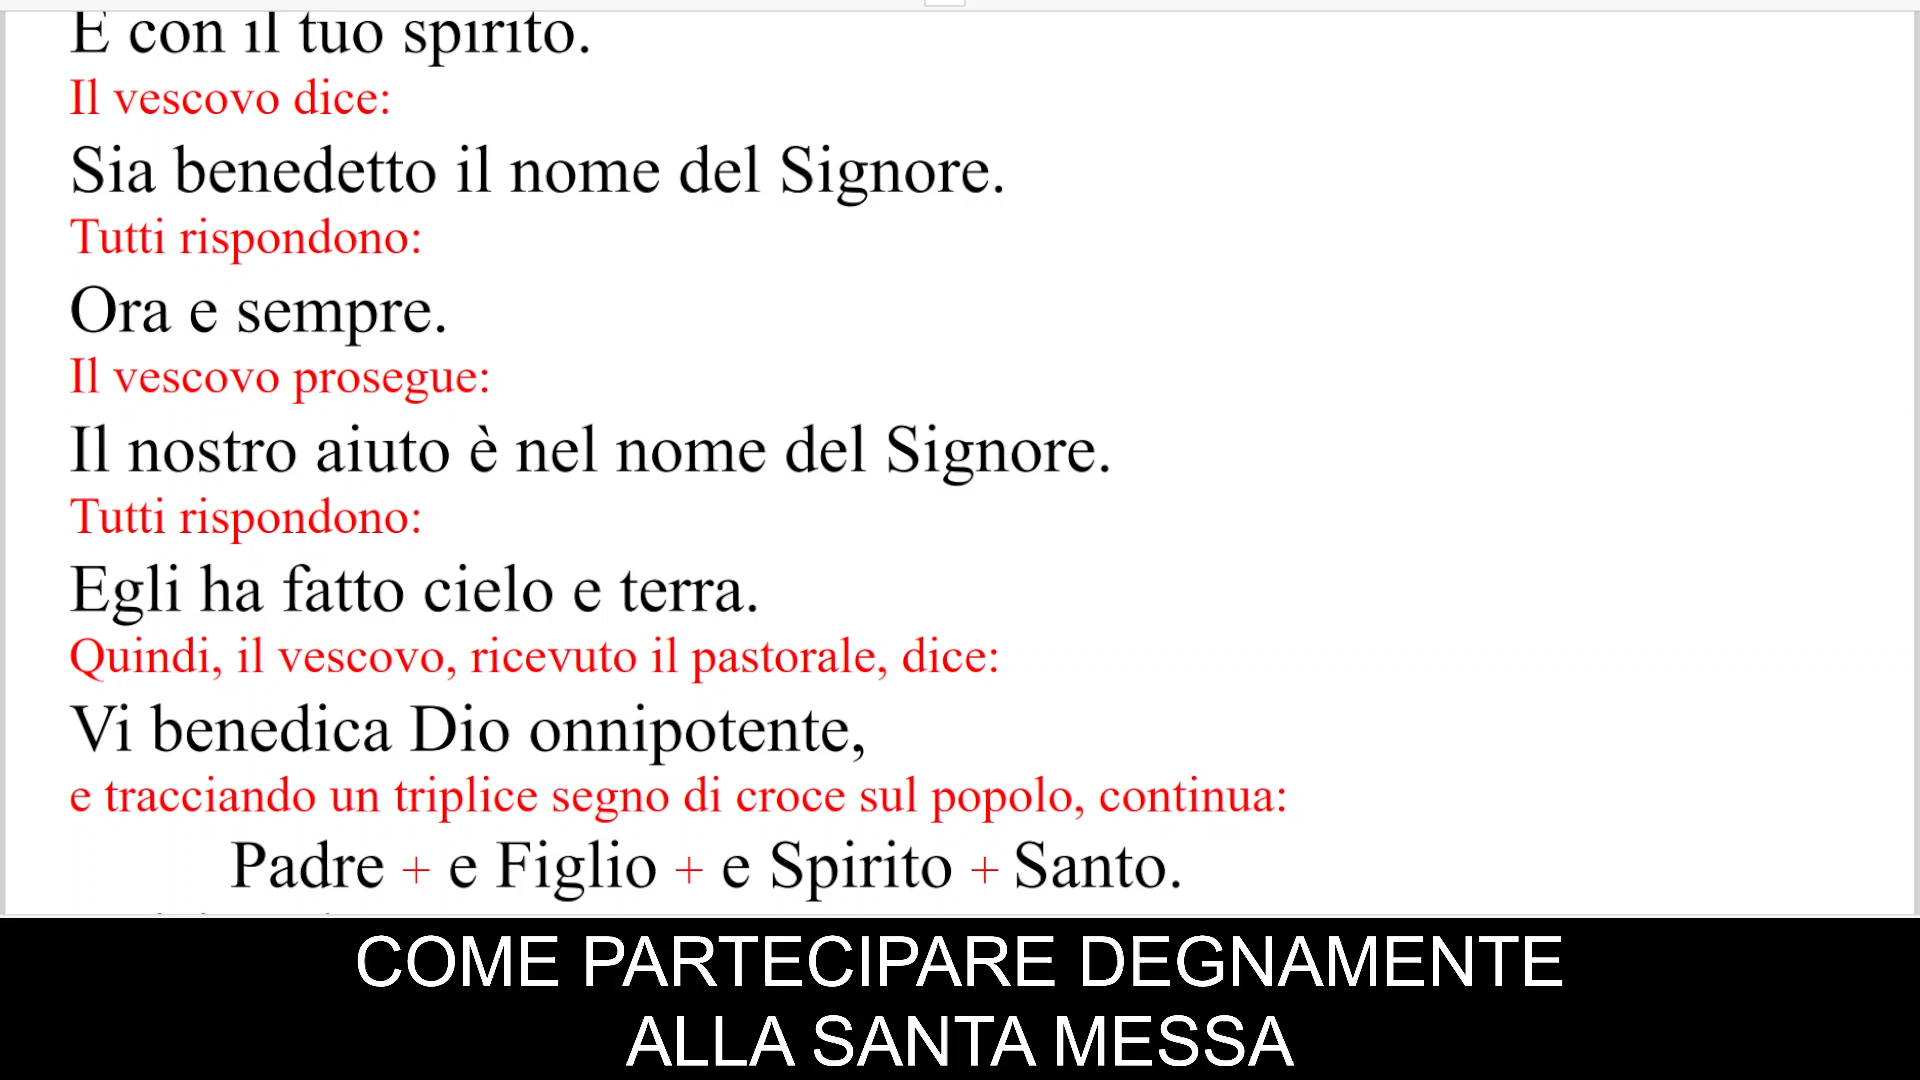 E con il tuo spirito.
Il vescovo dice:
Sia benedetto il nome del Signore.
Tutti rispondono:
Ora e sempre.
Il vescovo prosegue:
Il nostro aiuto è nel nome del Signore.
Tutti rispondono:
Egli ha fatto cielo e terra.
Quindi, il vescovo, ricevuto il pastorale, dice:
Vi benedica Dio onnipotente,
e tracciando un triplice segno di croce sul popolo, continua:
Padre + e Figlio + e Spirito + Santo.
COME PARTECIPARE DEGNAMENTE
ALLA SANTA MESSA